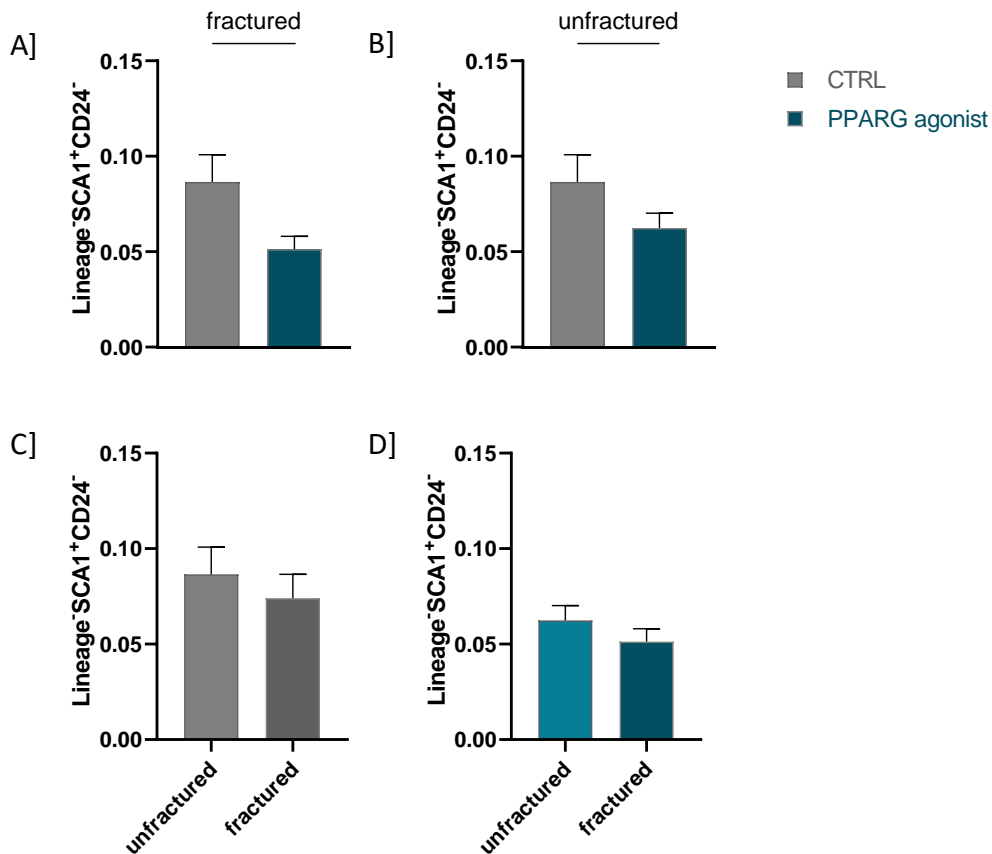 fractured
A]
0.15
0.10
0.05
0.00
Lineage⁻SCA1⁺CD24⁻
unfractured
B]
0.15
0.10
0.05
0.00
Lineage⁻SCA1⁺CD24⁻
CTRL
PPARG agonist
C]
0.15
0.10
0.05
0.00
Lineage⁻SCA1⁺CD24⁻
unfractured
fractured
D]
0.15
0.10
0.05
0.00
Lineage⁻SCA1⁺CD24⁻
unfractured
fractured